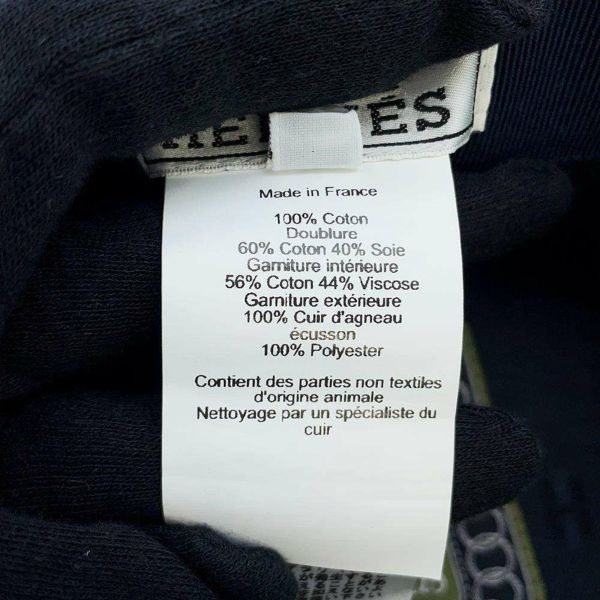 Made in France
100% Coton
Doublure
60% Coton 40% Soie
Garniture intérieure
56% Coton 44% Viscose
Garniture extérieure
100% Cuir d'agneau
écusson
100% Polyester
Contient des parties non textiles
d'origine animale
Nettoyage par un spécialiste du
cuir